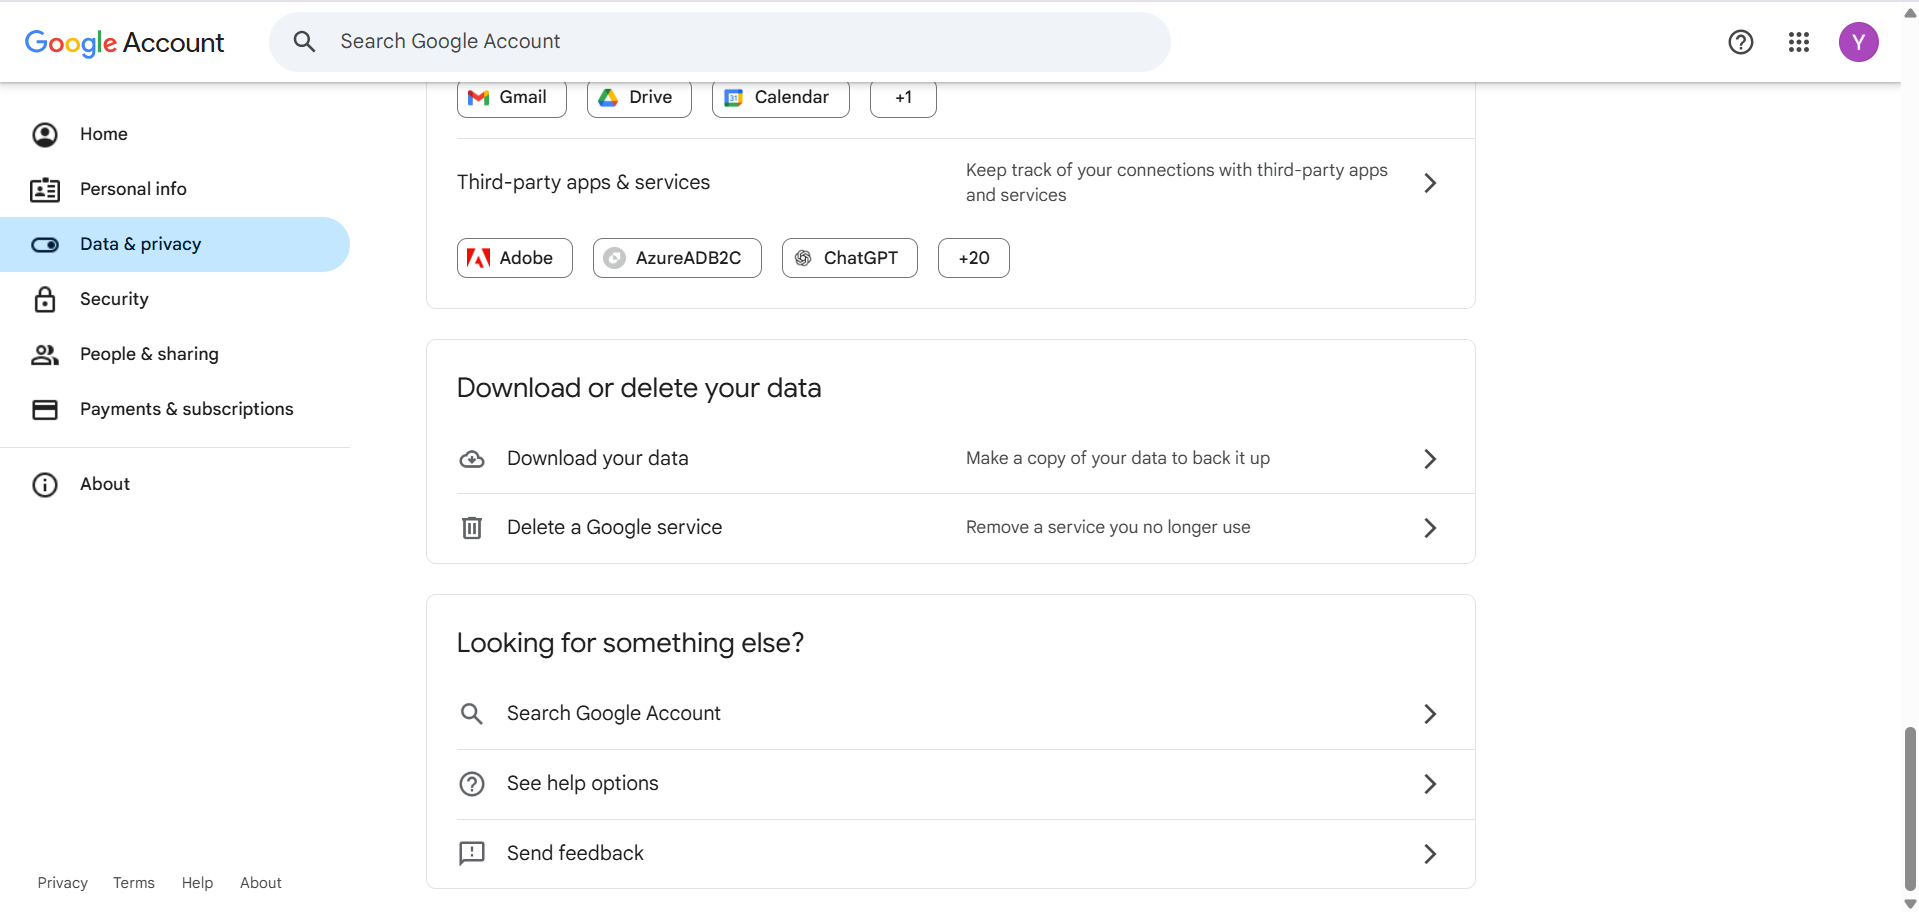 Google Account
Search Google Account
Y
Home
Personal info
Data & privacy
Security
People & sharing
Payments & subscriptions
About
Gmail
Drive
31
Calendar
+1
Third-party apps & services
Keep track of your connections with third-party apps
and services
Adobe
AzureADB2C
ChatGPT
+20
Download or delete your data
Download your data
Make a copy of your data to back it up
Delete a Google service
Remove a service you no longer use
Looking for something else?
Search Google Account
See help options
Send feedback
Privacy Terms Help About